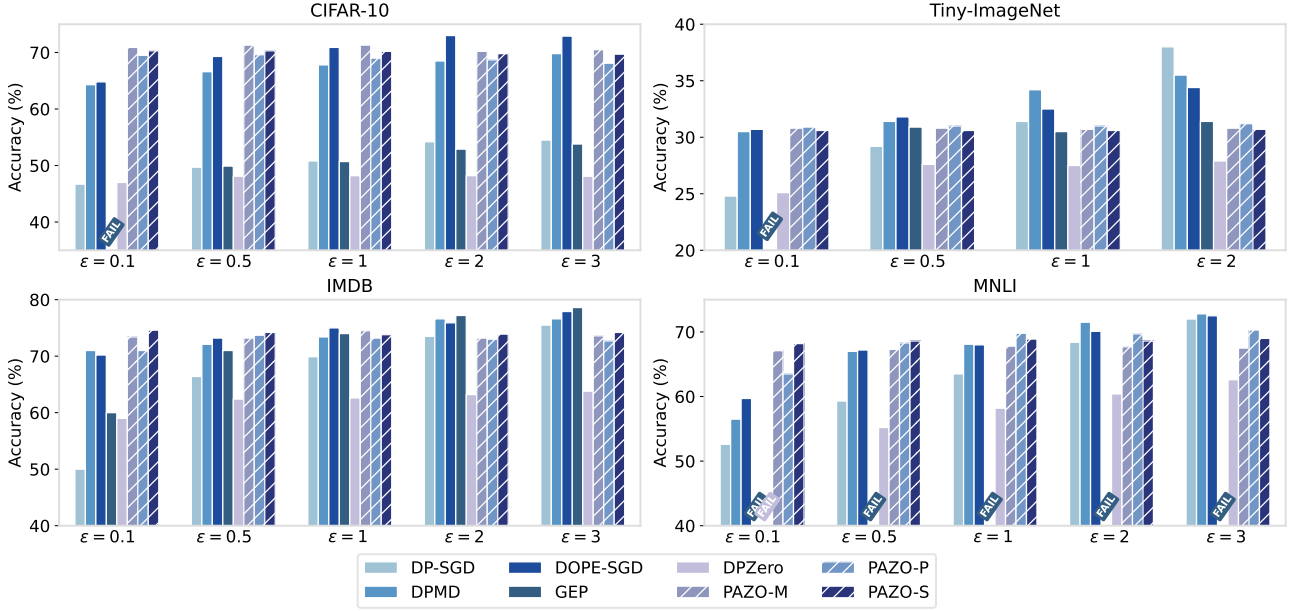 CIFAR-10
Accuracy (%)
70
60
50
40
FAIL
ε = 0.1
ε = 0.5
ε = 1
ε = 2
ε = 3
Tiny-ImageNet
Accuracy (%)
40
35
30
25
20
FAIL
ε = 0.1
ε = 0.5
ε = 1
ε = 2
IMDB
Accuracy (%)
80
70
60
50
40
ε = 0.1
ε = 0.5
ε = 1
ε = 2
ε = 3
MNLI
Accuracy (%)
70
60
50
40
FAIL
FAIL
FAIL
FAIL
FAIL
FAIL
ε = 0.1
ε = 0.5
ε = 1
ε = 2
ε = 3
DP-SGD
DOPE-SGD
DPZero
PAZO-P
DPMD
GEP
PAZO-M
PAZO-S